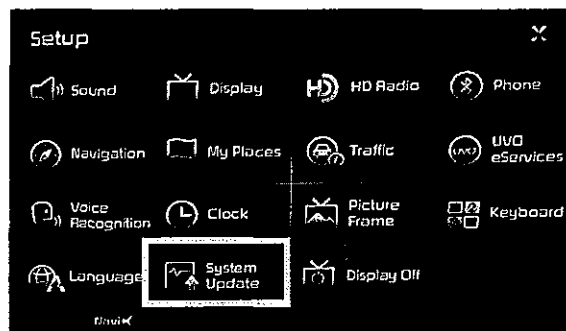 Setup
Sound
Display
HD Radio
Phone
Navigation
My Places
Traffic
UVO
eServices
Voice
Recognition
Clock
Picture
Frame
Keyboard
Language
System
Update
Display Off